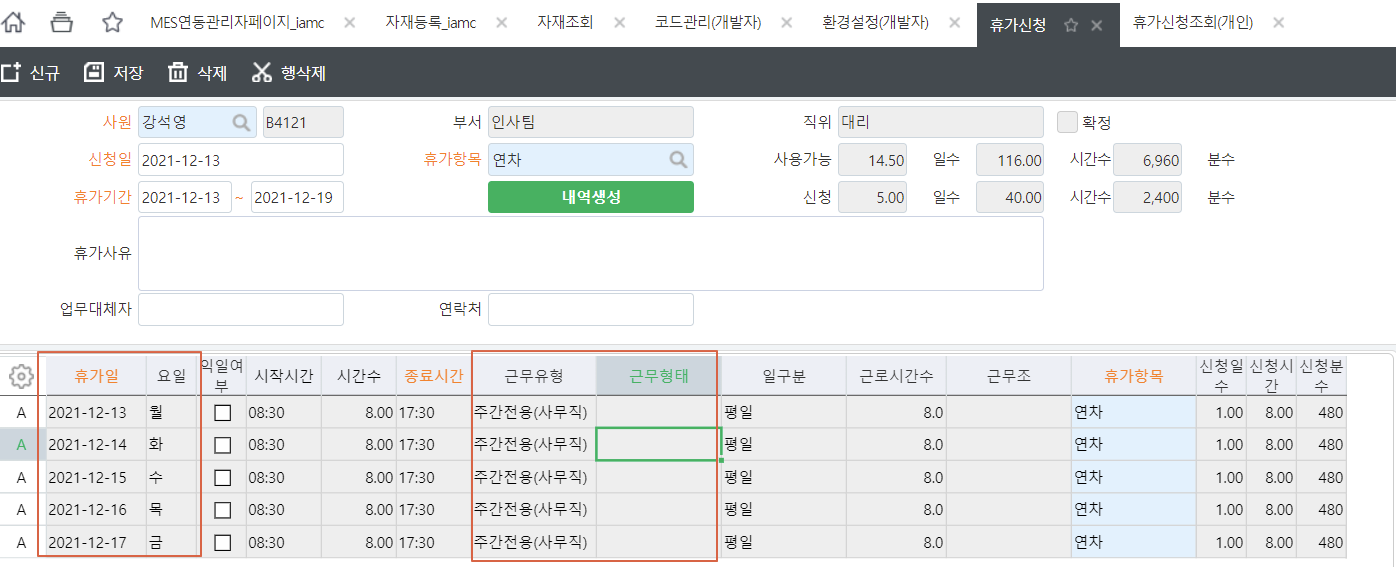 MES연동관리자페이지_iamc 자재등록_iamc 자재조회 코드관리(개발자) 환경설정(개발자) 휴가신청 휴가신청조회(개인)
신규 저장 삭제 행삭제
사원 강석영 B4121 부서 인사팀 직위 대리 확정
신청일 2021-12-13 휴가항목 연차 사용가능 14.50 일수 116.00 시간수 6,960 분수
휴가기간 2021-12-13 ~ 2021-12-19 내역생성 신청 5.00 일수 40.00 시간수 2,400 분수
휴가사유
업무대체자 연락처
휴가일 요일 익일여부 시작시간 시간수 종료시간 근무유형 근무형태 일구분 근로시간수 근무조 휴가항목 신청일수 신청시간 신청분수
A 2021-12-13 월 08:30 8.00 17:30 주간전용(사무직) 평일 8.0 연차 1.00 8.00 480
A 2021-12-14 화 08:30 8.00 17:30 주간전용(사무직) 평일 8.0 연차 1.00 8.00 480
A 2021-12-15 수 08:30 8.00 17:30 주간전용(사무직) 평일 8.0 연차 1.00 8.00 480
A 2021-12-16 목 08:30 8.00 17:30 주간전용(사무직) 평일 8.0 연차 1.00 8.00 480
A 2021-12-17 금 08:30 8.00 17:30 주간전용(사무직) 평일 8.0 연차 1.00 8.00 480